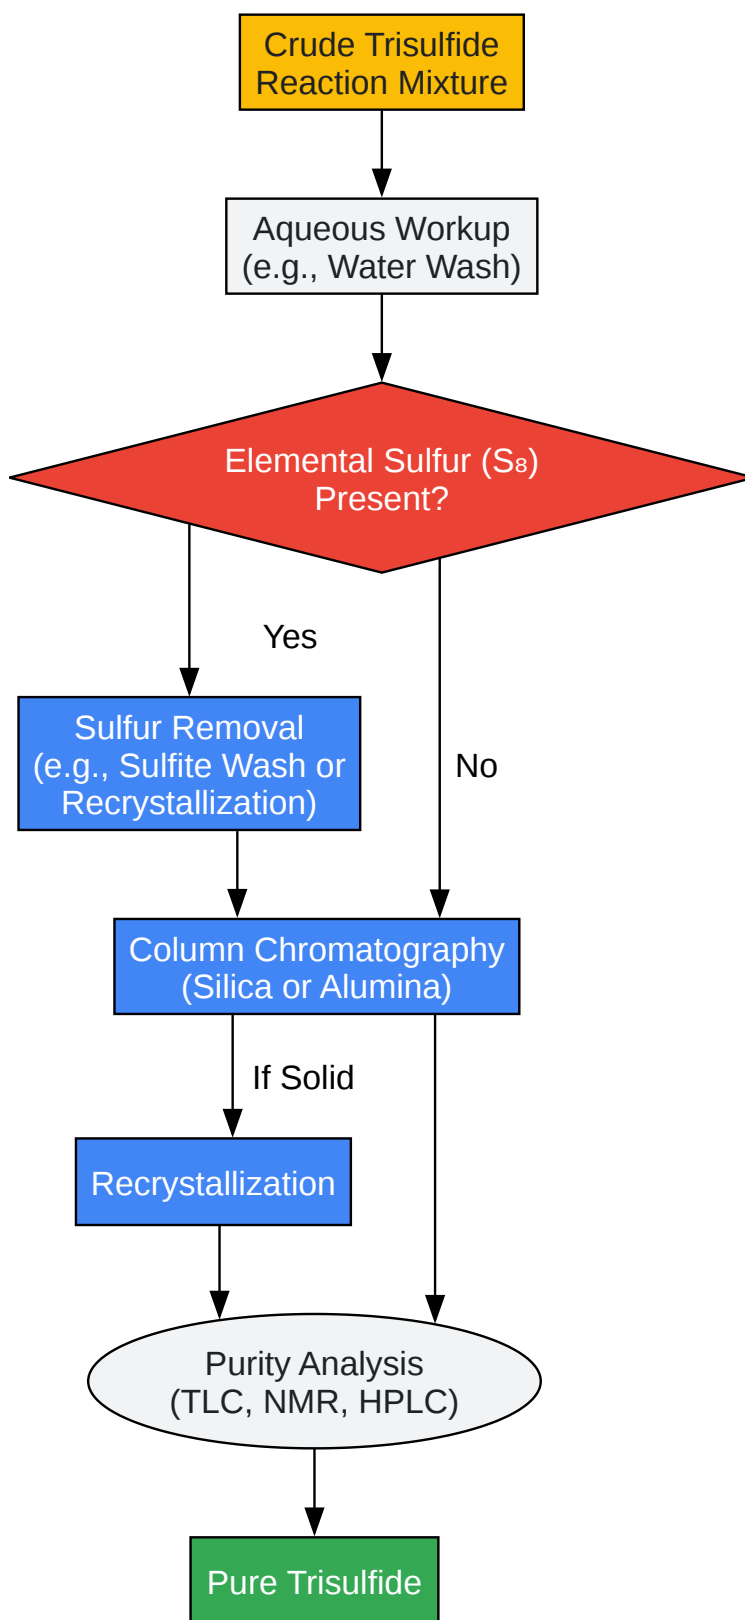 Crude Trisulfide
Reaction Mixture
Aqueous Workup
(e.g., Water Wash)
Elemental Sulfur (S₈)
Present?
Yes
Sulfur Removal
(e.g., Sulfite Wash or
Recrystallization)
No
Column Chromatography
(Silica or Alumina)
If Solid
Recrystallization
Purity Analysis
(TLC, NMR, HPLC)
Pure Trisulfide